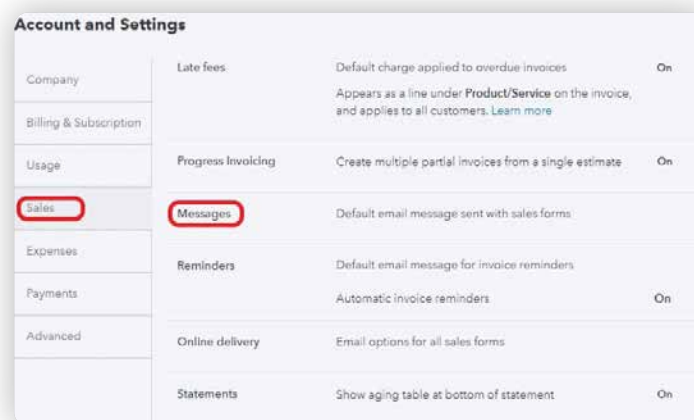 Account and Settings
Company
Billing & Subscription
Usage
Sales
Expenses
Payments
Advanced
Late fees
Default charge applied to overdue invoices
On
Appears as a line under Product/Service on the invoice,
and applies to all customers. Learn more
Progress Invoicing
Create multiple partial invoices from a single estimate
On
Messages
Default email message sent with sales forms
Reminders
Default email message for invoice reminders
Automatic invoice reminders
On
Online delivery
Email options for all sales forms
Statements
Show aging table at bottom of statement
On